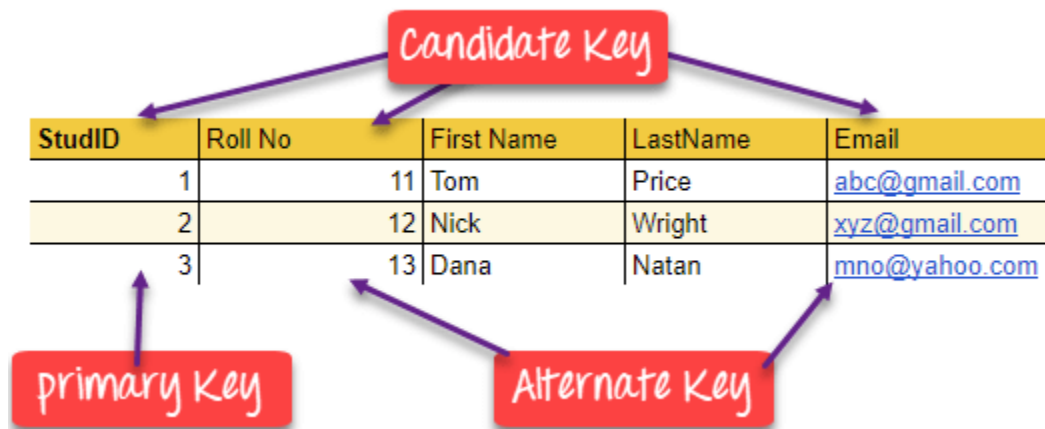 Candidate Key
StudID Roll No First Name LastName Email
1 11 Tom Price abc@gmail.com
2 12 Nick Wright xyz@gmail.com
3 13 Dana Natan mno@yahoo.com
primary Key Alternate Key